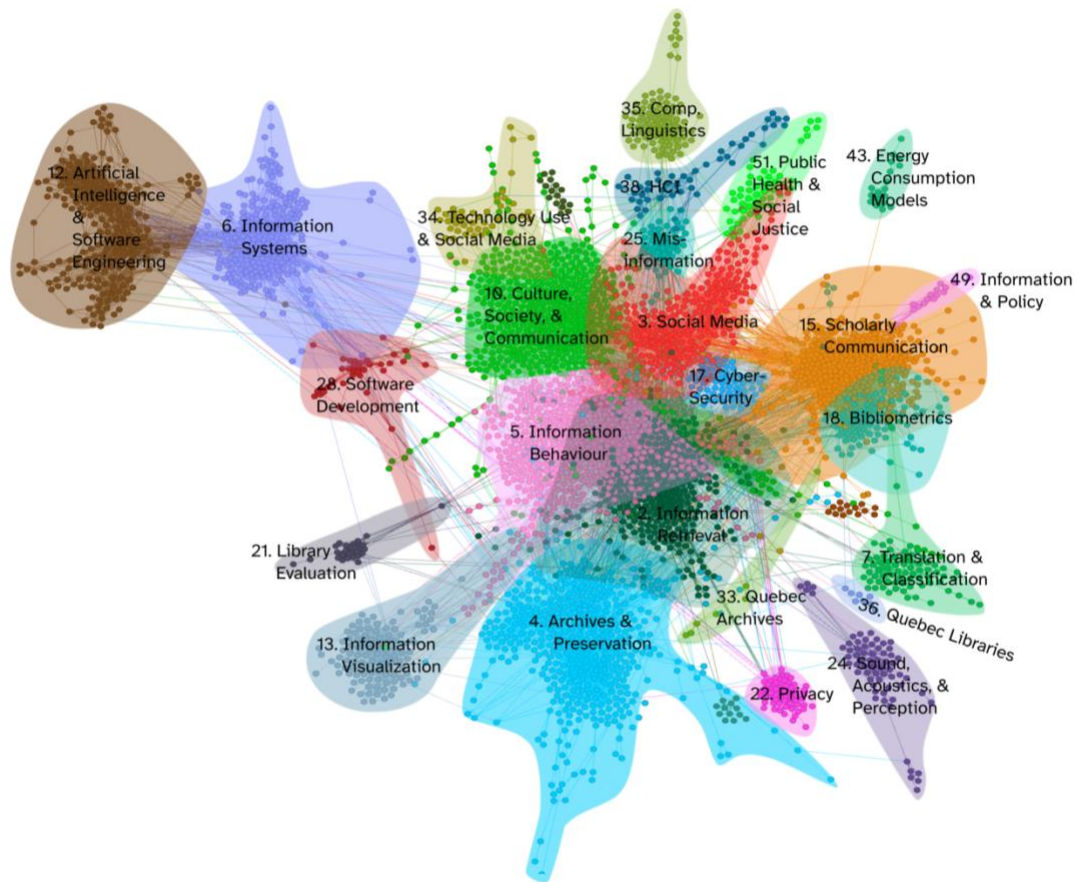 35. Comp.
Linguistics
12. Artificial
Intelligence
&
Software
Engineering
6. Information
Systems
34. Technology Use
& Social Media
38. HCI
51. Public
Health &
Social
Justice
43. Energy
Consumption
Models
25. Mis-
information
10. Culture,
Society, &
Communication
3. Social Media
49. Information
& Policy
15. Scholarly
Communication
17. Cyber-
Security
28. Software
Development
18. Bibliometrics
5. Information
Behaviour
2. Information
Retrieval
21. Library
Evaluation
7. Translation &
Classification
33. Quebec
Archives
36. Quebec Libraries
4. Archives &
Preservation
13. Information
Visualization
24. Sound,
Acoustics, &
Perception
22. Privacy